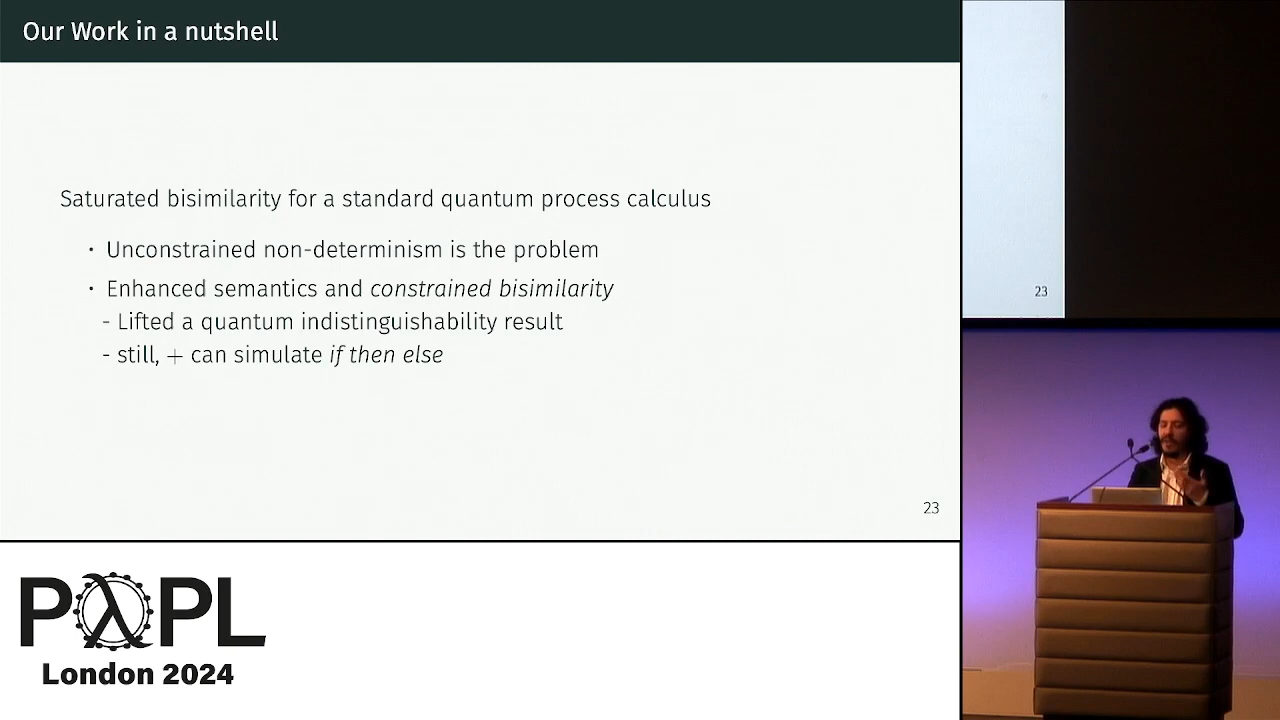 Our Work in a nutshell
Saturated bisimilarity for a standard quantum process calculus
· Unconstrained non-determinism is the problem
· Enhanced semantics and constrained bisimilarity
- Lifted a quantum indistinguishability result
- still, + can simulate if then else
23
23
PλPL
London 2024